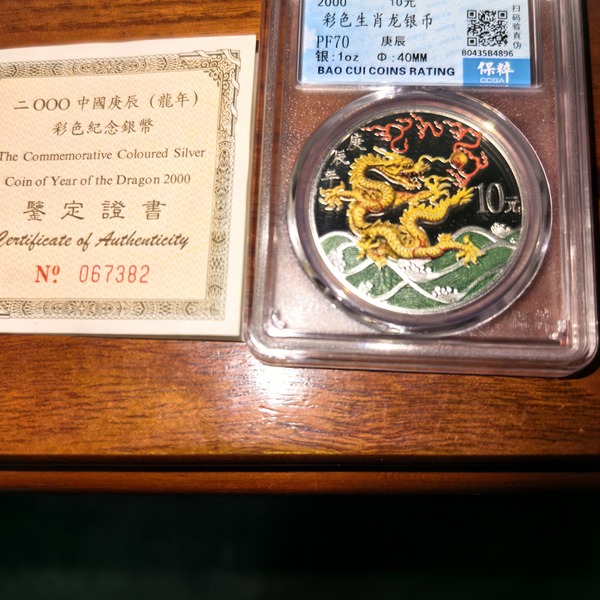 二OOO中國庚辰（龍年）
彩色紀念銀幣
The Commemorative Coloured Silver
Coin of Year of the Dragon 2000
鑒定證書
Certificate of Authenticity
Nº 067382
2000 10元
彩色生肖龙银币
PF70 庚辰
银:1oz Φ:40MM
BAO CUI COINS RATING
扫码验真伪
B0435B4896
保粹
CCGA
庚辰年
10元